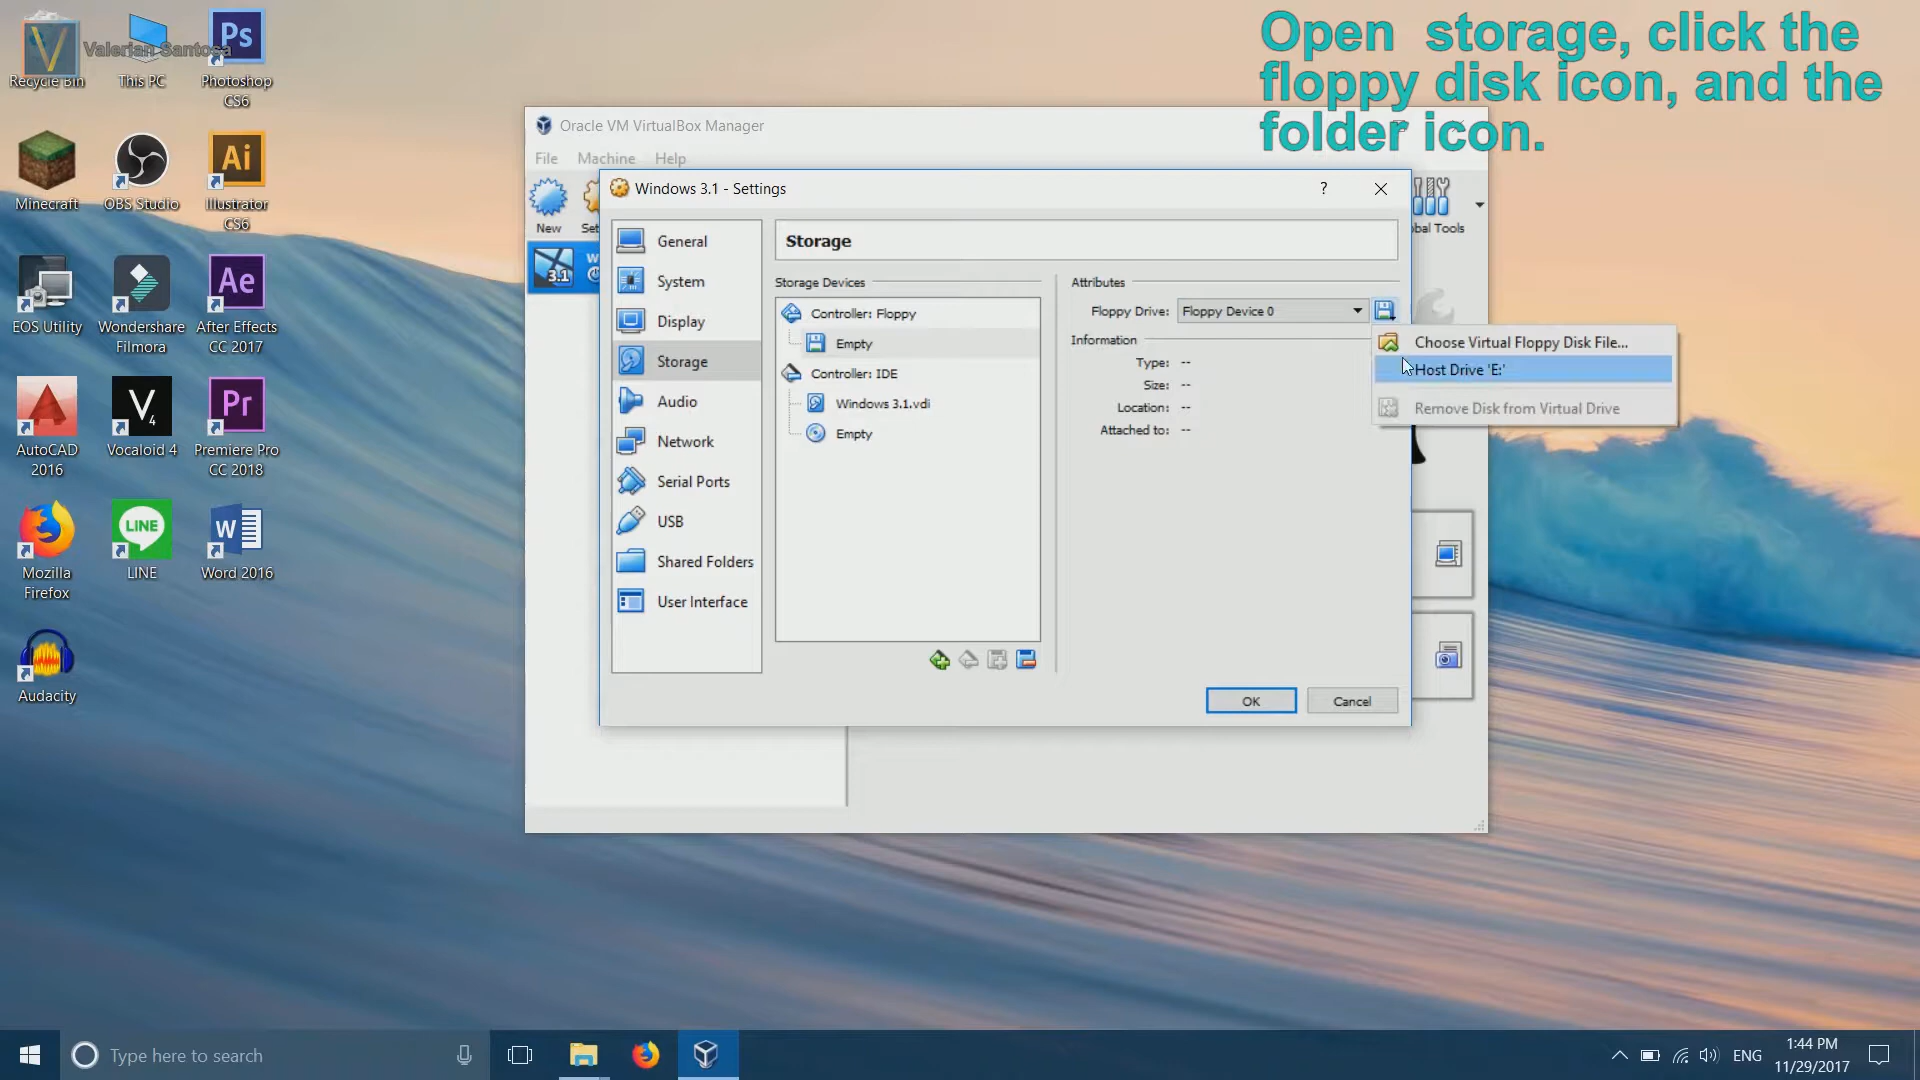 Open storage, click the
floppy disk icon, and the
folder icon.
Valerian Santosa
Recycle Bin
This PC
Photoshop
CS6
Minecraft
OBS Studio
Illustrator
CS6
EOS Utility
Wondershare
Filmora
After Effects
CC 2017
AutoCAD
2016
Vocaloid 4
Premiere Pro
CC 2018
Mozilla
Firefox
LINE
Word 2016
Audacity
Oracle VM VirtualBox Manager
File Machine Help
New
3.1
Windows 3.1 - Settings
?
General
System
Display
Storage
Audio
Network
Serial Ports
USB
Shared Folders
User Interface
Storage
Storage Devices
Controller: Floppy
Empty
Controller: IDE
Windows 3.1.vdi
Empty
Attributes
Floppy Drive: Floppy Device 0
Information
Type: --
Size: --
Location: --
Attached to: --
Choose Virtual Floppy Disk File...
Host Drive 'E:'
Remove Disk from Virtual Drive
Tools
OK
Cancel
Type here to search
ENG
1:44 PM
11/29/2017